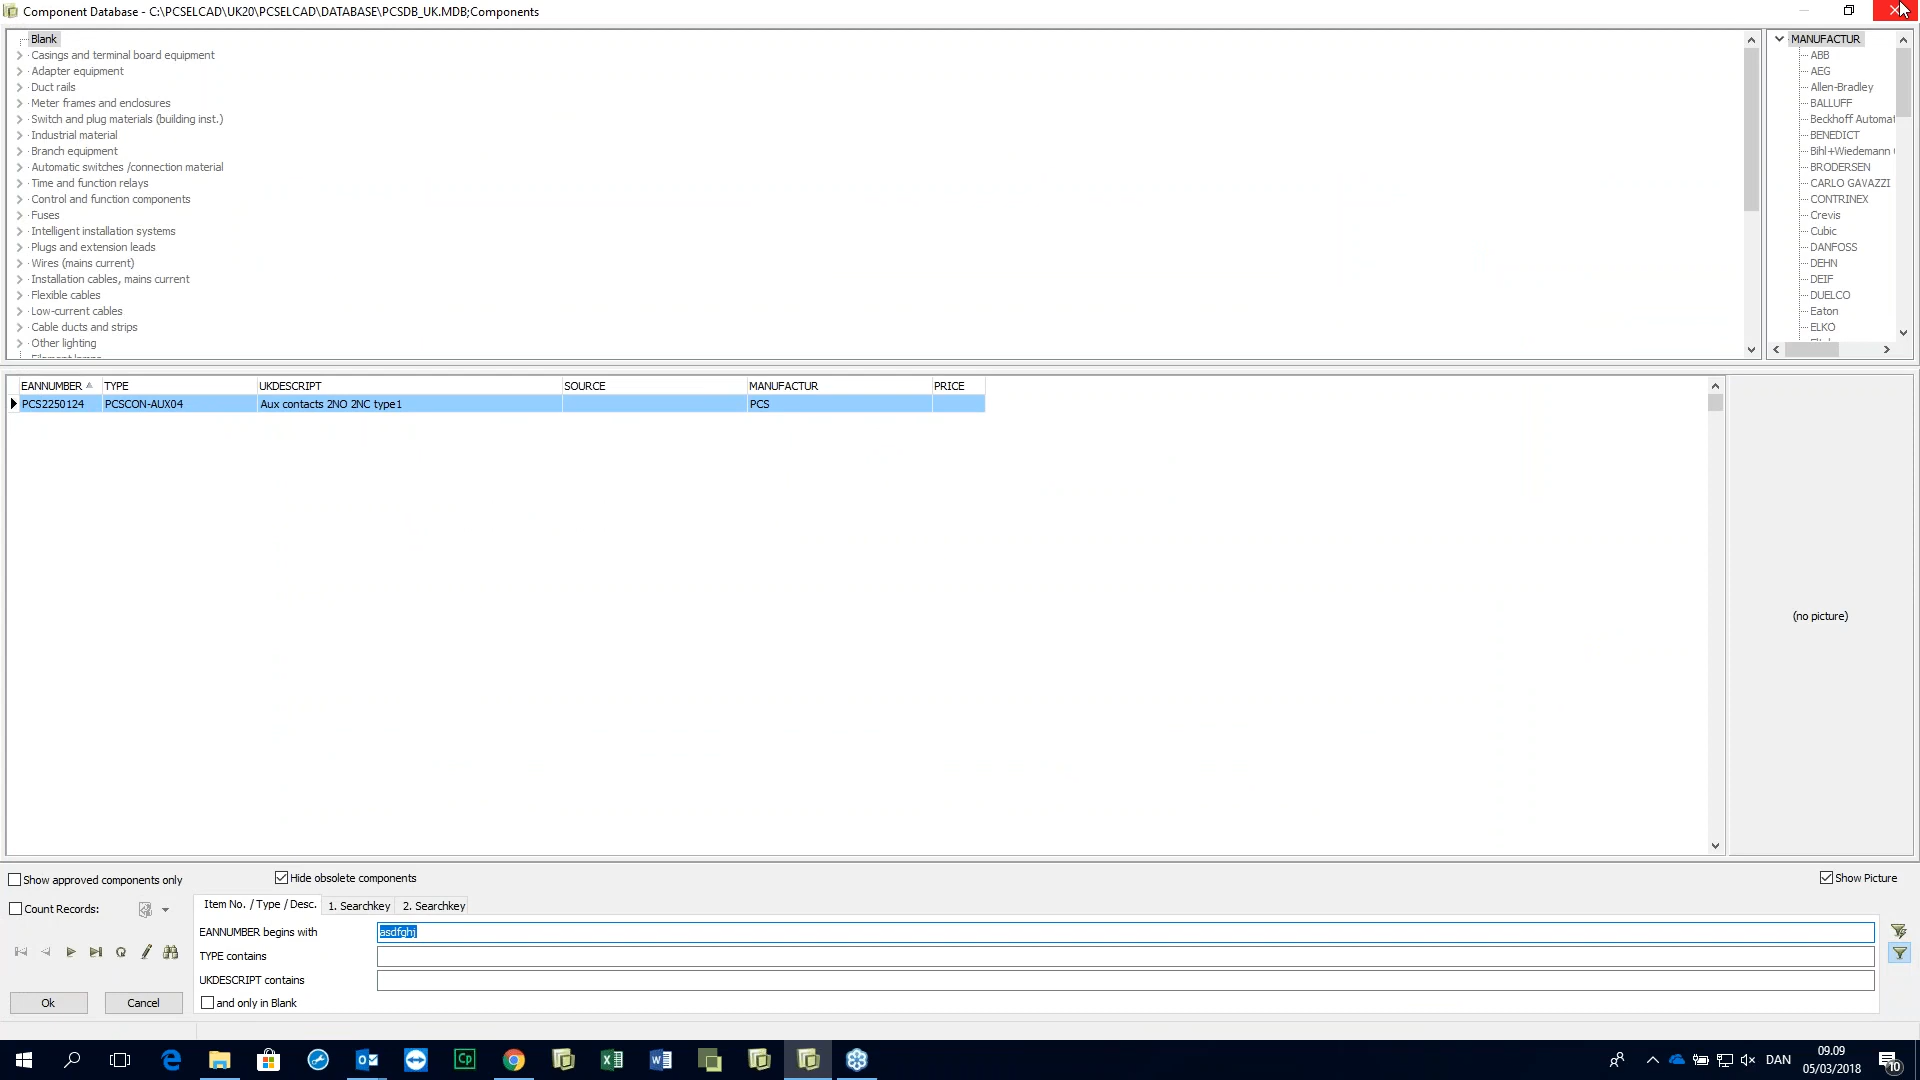 Component Database - C:\PCSELCAD\UK20\PCSELCAD\DATABASE\PCSDB_UK.MDB;Components
Blank
Casings and terminal board equipment
Adapter equipment
Duct rails
Meter frames and enclosures
Switch and plug materials (building inst.)
Industrial material
Branch equipment
Automatic switches /connection material
Time and function relays
Control and function components
Fuses
Intelligent installation systems
Plugs and extension leads
Wires (mains current)
Installation cables, mains current
Flexible cables
Low-current cables
Cable ducts and strips
Other lighting
MANUFACTUR
ABB
AEG
Allen-Bradley
BALLUFF
Beckhoff Automat
BENEDICT
Bihl+Wiedemann
BRODERSEN
CARLO GAVAZZI
CONTRINEX
Crevis
Cubic
DANFOSS
DEHN
DEIF
DUELCO
Eaton
ELKO
EANNUMBER TYPE UKDESCRIPT SOURCE MANUFACTUR PRICE
PCS2250124 PCSCON-AUX04 Aux contacts 2NO 2NC type1 PCS
(no picture)
Show approved components only Hide obsolete components Show Picture
Count Records: Item No. / Type / Desc. 1. Searchkey 2. Searchkey
EANNUMBER begins with asdfghj
TYPE contains
UKDESCRIPT contains
Ok Cancel and only in Blank
DAN
09.09
05/03/2018
10